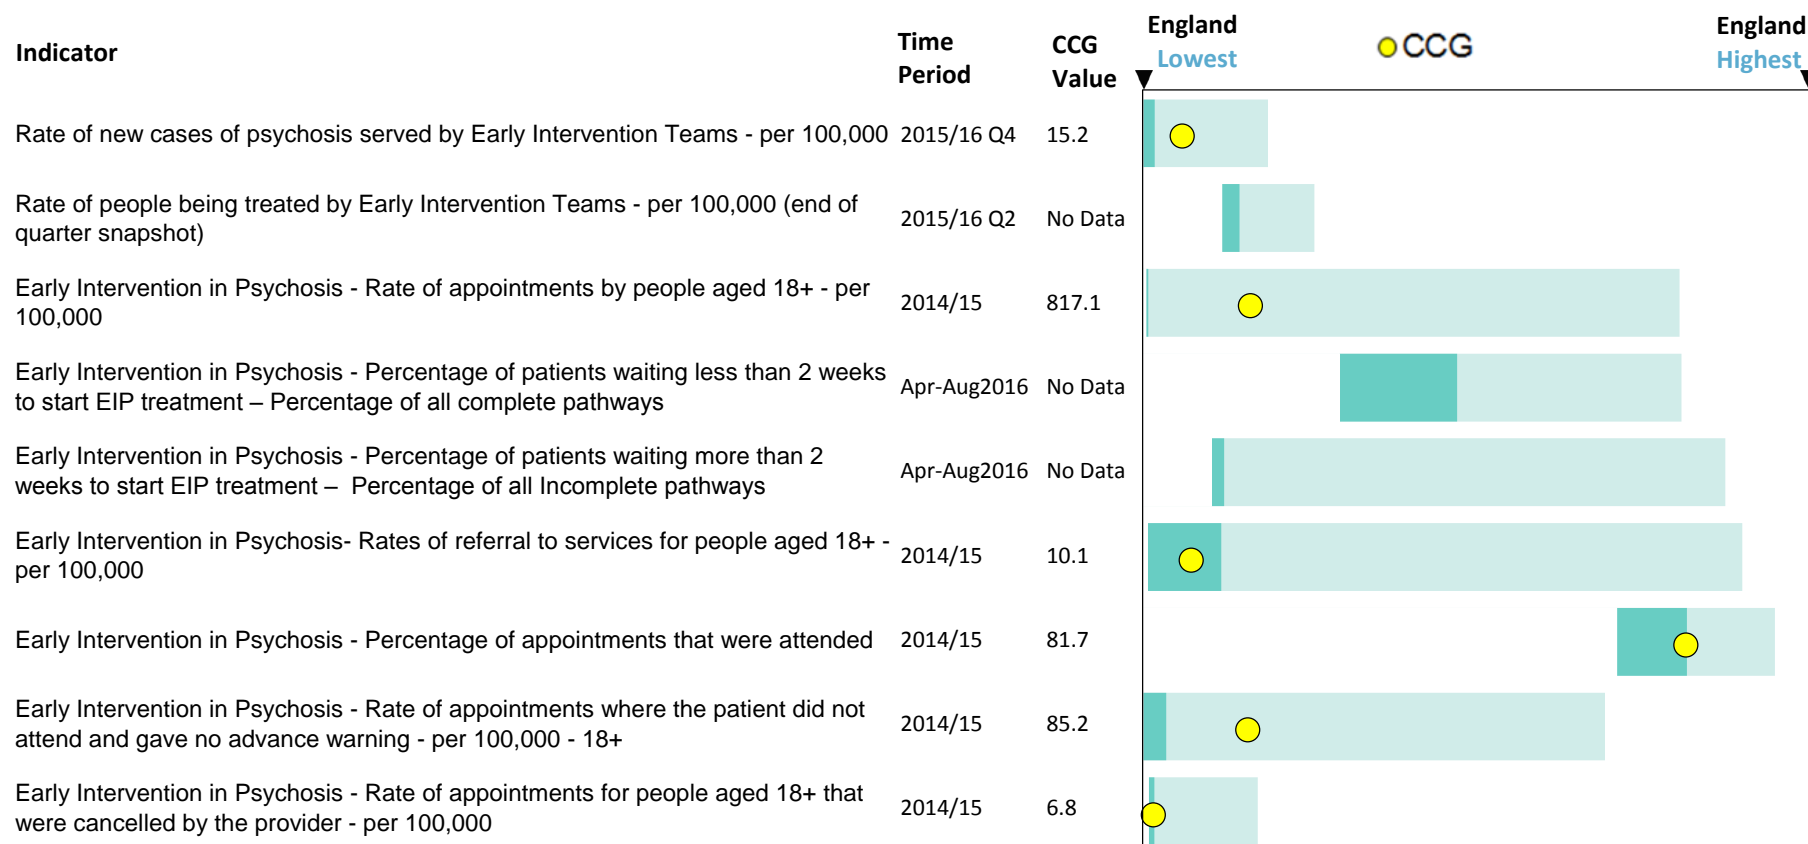 Indicator
Time Period
CCG Value
England Lowest
CCG
England Highest
Rate of new cases of psychosis served by Early Intervention Teams - per 100,000 2015/16 Q4 15.2
Rate of people being treated by Early Intervention Teams - per 100,000 (end of
quarter snapshot)
2015/16 Q2 No Data
Early Intervention in Psychosis - Rate of appointments by people aged 18+ - per
100,000
2014/15 817.1
Early Intervention in Psychosis - Percentage of patients waiting less than 2 weeks
to start EIP treatment – Percentage of all complete pathways
Apr-Aug2016 No Data
Early Intervention in Psychosis - Percentage of patients waiting more than 2
weeks to start EIP treatment –  Percentage of all Incomplete pathways
Apr-Aug2016 No Data
Early Intervention in Psychosis- Rates of referral to services for people aged 18+ -
per 100,000
2014/15 10.1
Early Intervention in Psychosis - Percentage of appointments that were attended 2014/15 81.7
Early Intervention in Psychosis - Rate of appointments where the patient did not
attend and gave no advance warning - per 100,000 - 18+
2014/15 85.2
Early Intervention in Psychosis - Rate of appointments for people aged 18+ that
were cancelled by the provider - per 100,000
2014/15 6.8